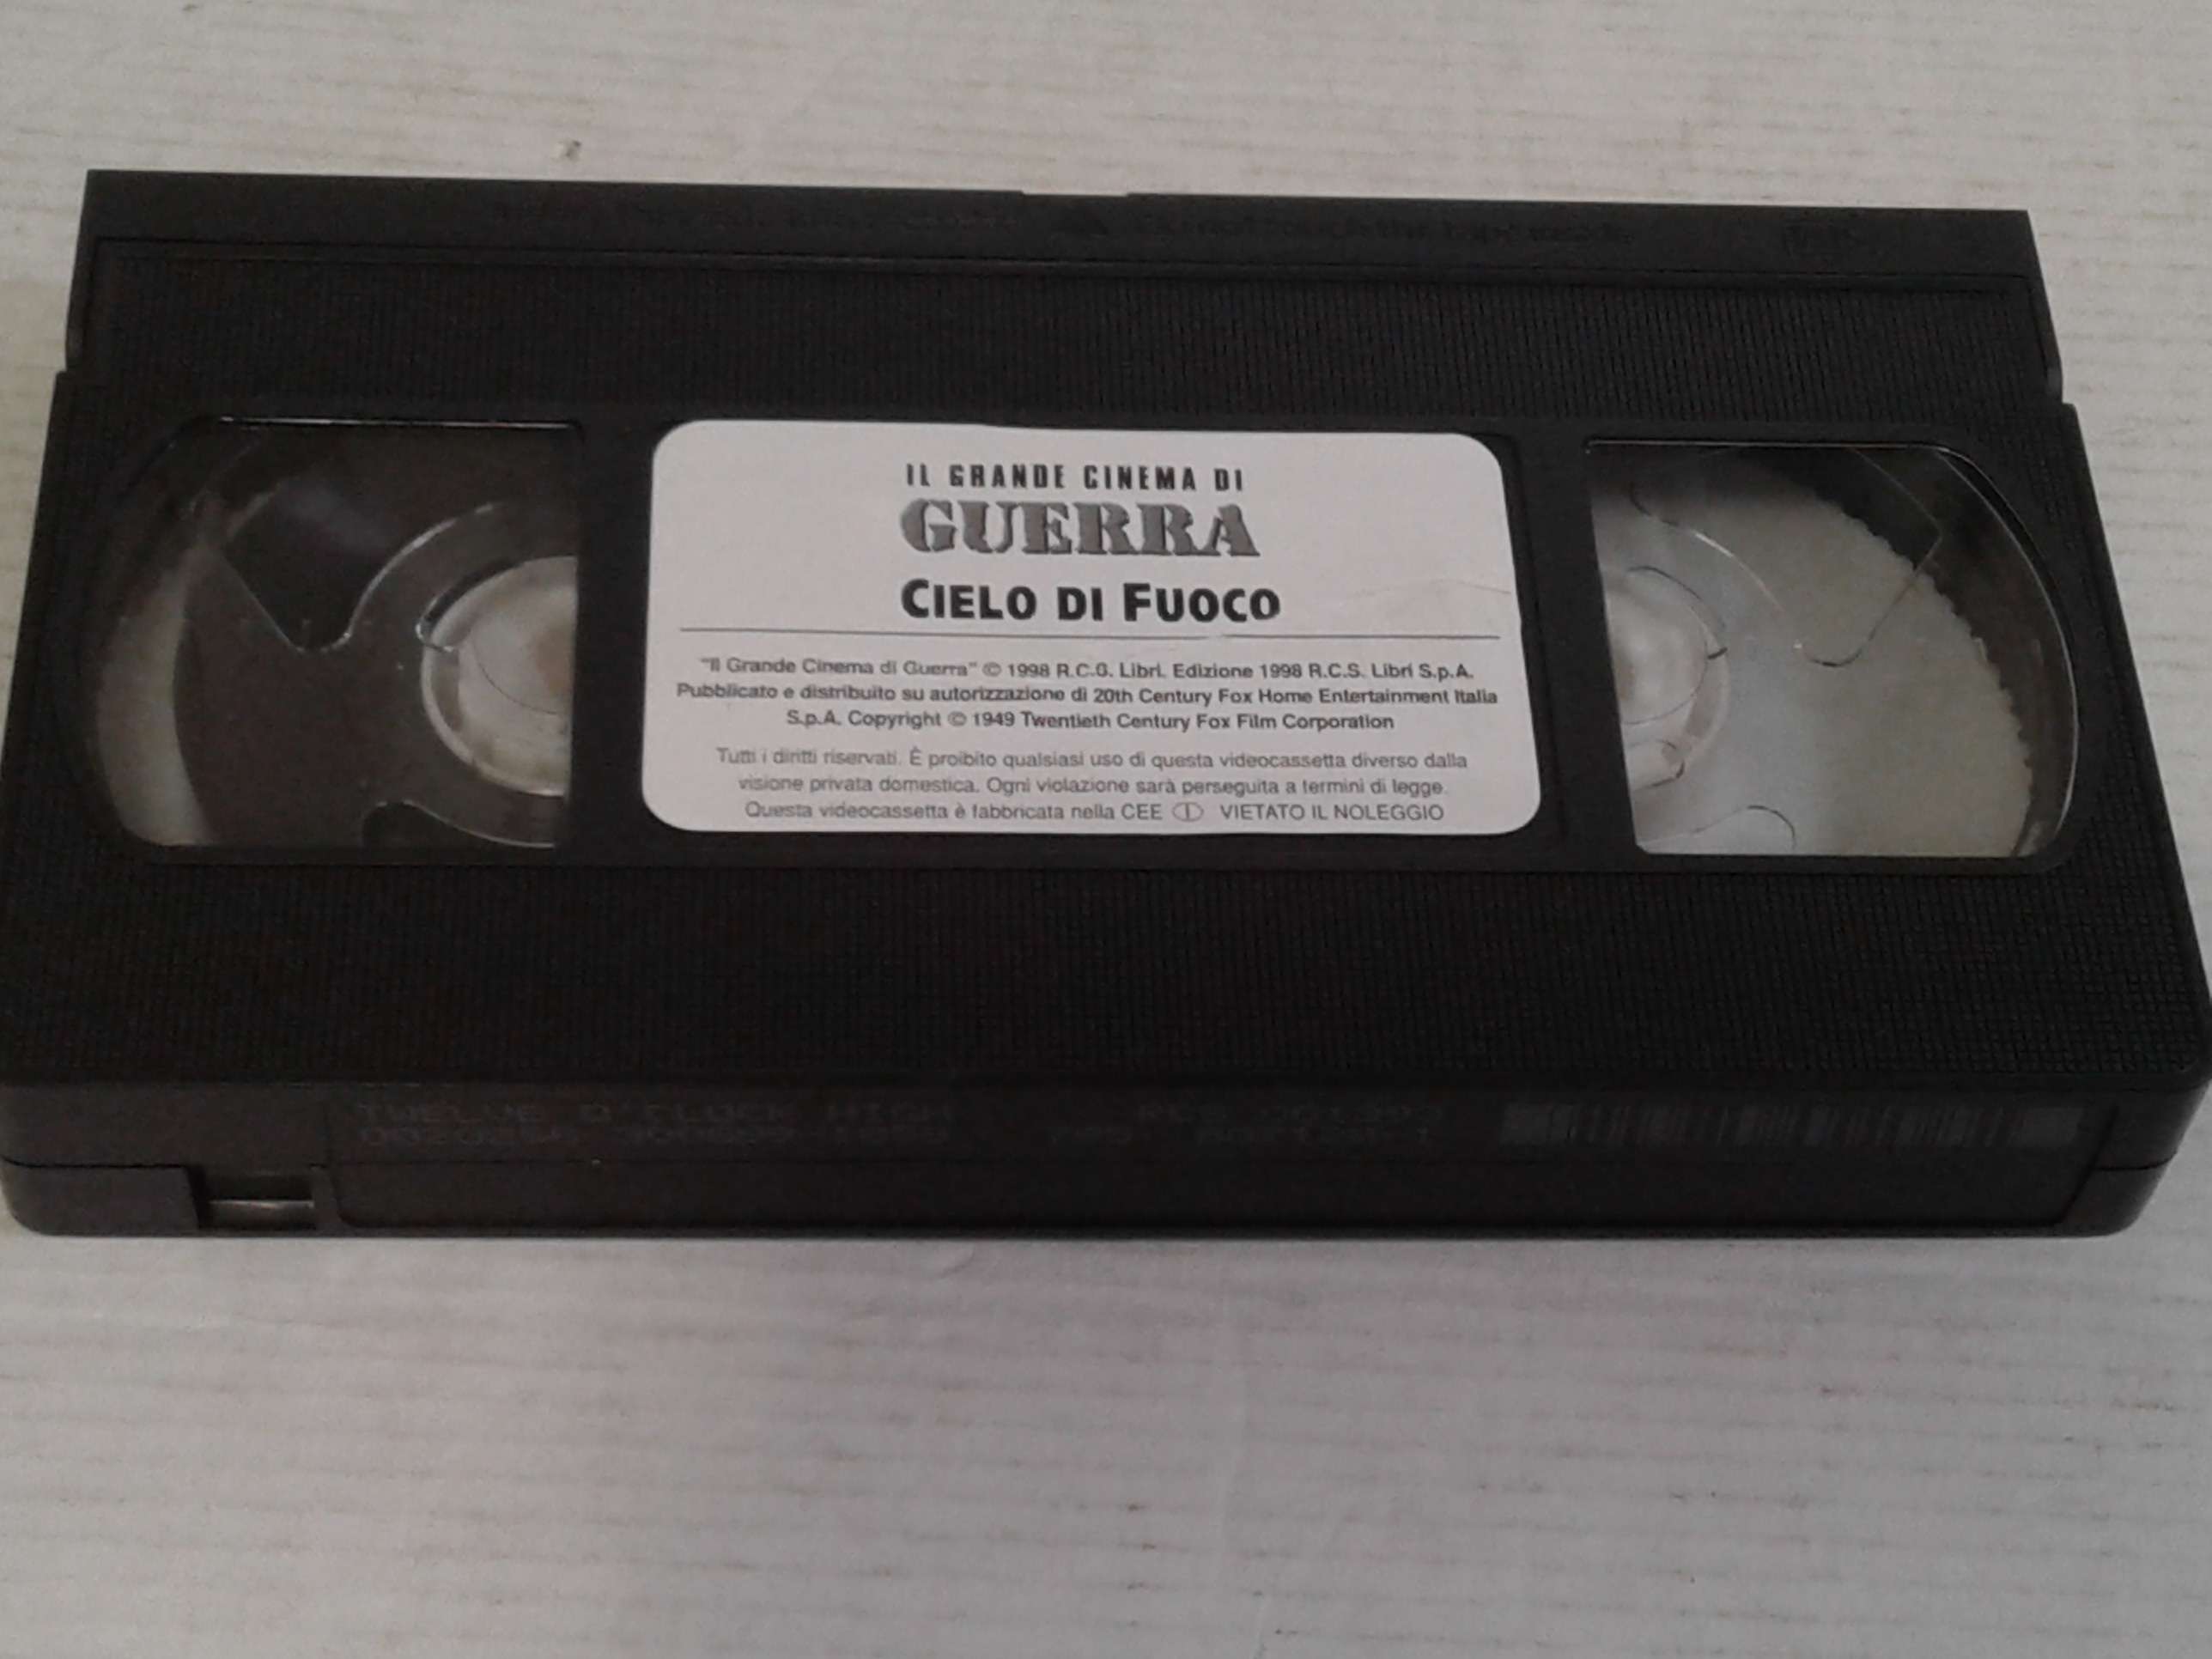 IL GRANDE CINEMA DI
GUERRA
CIELO DI FUOCO
"Il Grande Cinema di Guerra" © 1998 R.C.S. Libri. Edizione 1998 R.C.S. Libri S.p.A.
Pubblicato e distribuito su autorizzazione di 20th Century Fox Home Entertainment Italia
S.p.A. Copyright © 1949 Twentieth Century Fox Film Corporation
Tutti i diritti riservati. È proibito qualsiasi uso di questa videocassetta diverso dalla
visione privata domestica. Ogni violazione sarà perseguita a termini di legge.
Questa videocassetta è fabbricata nella CEE Ⓘ VIETATO IL NOLEGGIO
TWELVE O'CLOCK HIGH